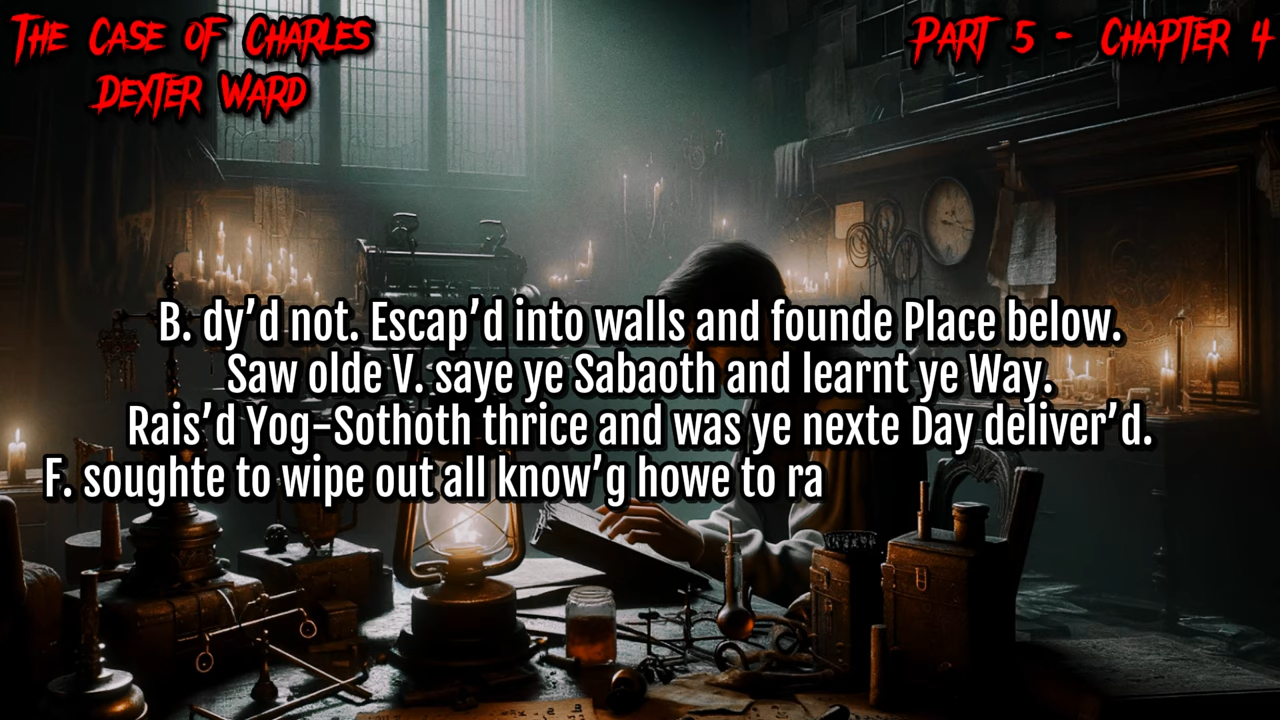 The Case of Charles
Dexter Ward
Part 5 - Chapter 4
B. dy’d not. Escap’d into walls and founde Place below.
Saw olde V. saye ye Sabaoth and learnt ye Way.
Rais’d Yog-Sothoth thrice and was ye nexte Day deliver’d.
F. soughte to wipe out all know’g howe to ra